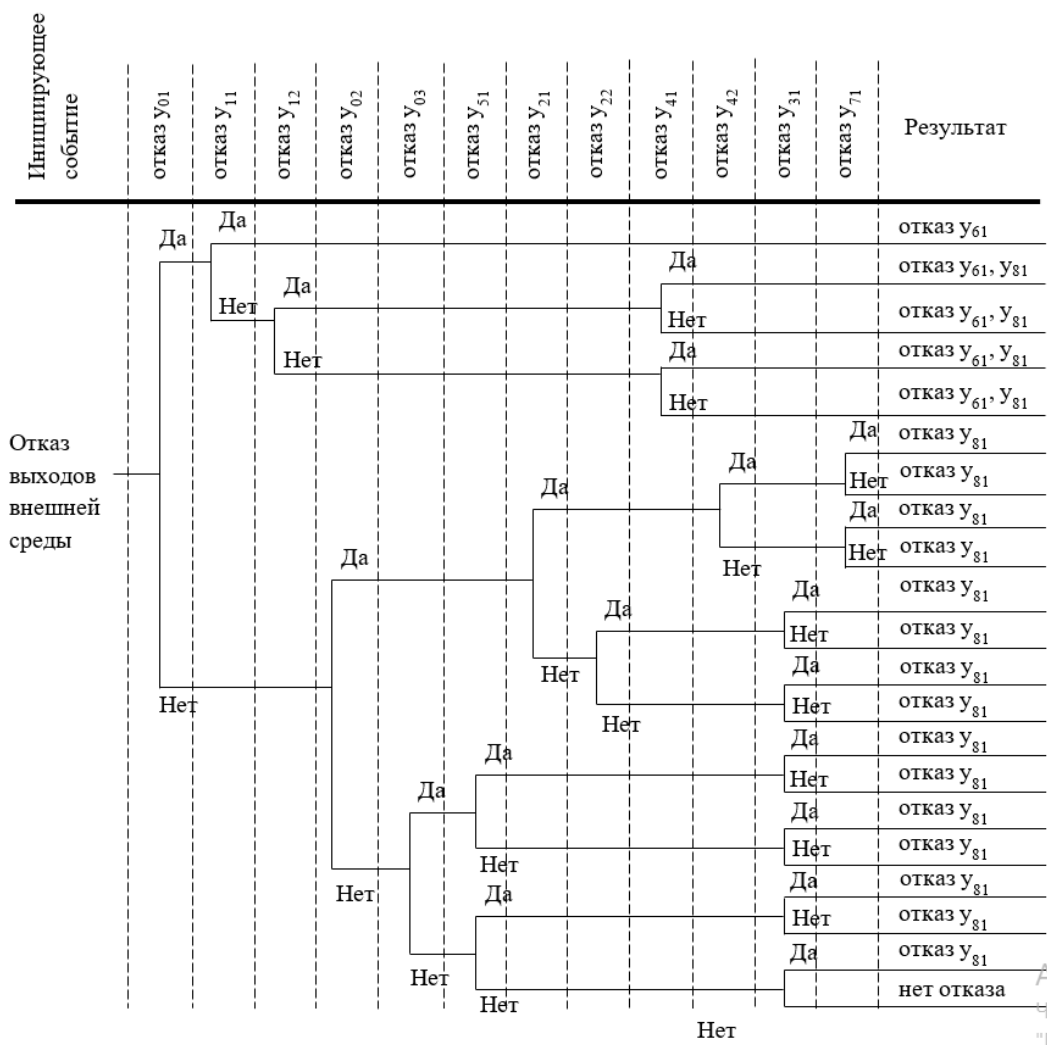 Инициирующее
событие
отказ y₀₁
отказ y₁₁
отказ y₁₂
отказ y₀₂
отказ y₀₃
отказ y₅₁
отказ y₂₁
отказ y₂₂
отказ y₄₁
отказ y₄₂
отказ y₃₁
отказ y₇₁
Результат
Да
Да
отказ y₆₁
Да
отказ y₆₁, y₈₁
Нет
Да
Нет
отказ y₆₁, y₈₁
Нет
Да
отказ y₆₁, y₈₁
Нет
отказ y₆₁, y₈₁
Отказ
выходов
внешней
среды
Да
отказ y₈₁
Да
Нет
отказ y₈₁
Да
Да
отказ y₈₁
Нет
отказ y₈₁
Да
Нет
Да
отказ y₈₁
Да
Нет
отказ y₈₁
Нет
Да
отказ y₈₁
Нет
Нет
Нет
отказ y₈₁
Да
отказ y₈₁
Да
Нет
отказ y₈₁
Да
Да
отказ y₈₁
Нет
Нет
отказ y₈₁
Нет
Да
Да
отказ y₈₁
Нет
отказ y₈₁
Да
отказ y₈₁
Нет
Нет
нет отказа
Нет